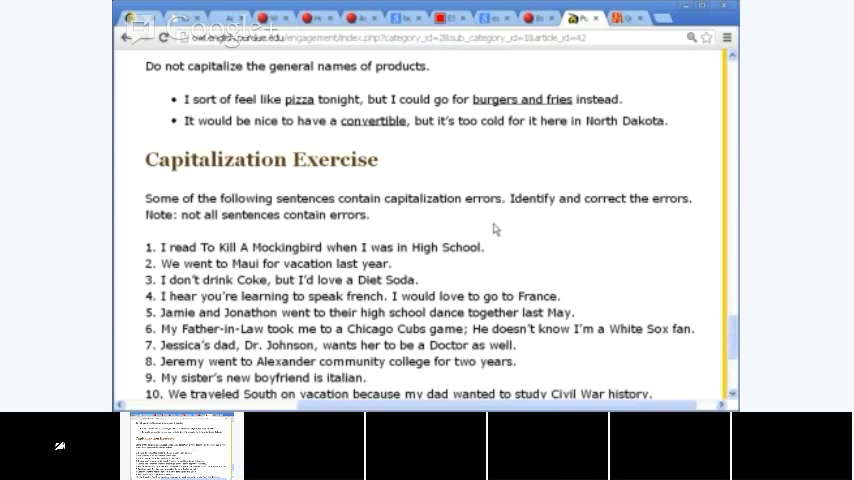 Google+
owl.english.purdue.edu/engagement/index.php?category_id=2&sub_category_id=1&article_id=42
Do not capitalize the general names of products.
• I sort of feel like pizza tonight, but I could go for burgers and fries instead.
• It would be nice to have a convertible, but it's too cold for it here in North Dakota.
Capitalization Exercise
Some of the following sentences contain capitalization errors. Identify and correct the errors.
Note: not all sentences contain errors.
1. I read To Kill A Mockingbird when I was in High School.
2. We went to Maui for vacation last year.
3. I don't drink Coke, but I'd love a Diet Soda.
4. I hear you're learning to speak french. I would love to go to France.
5. Jamie and Jonathon went to their high school dance together last May.
6. My Father-in-Law took me to a Chicago Cubs game; He doesn't know I'm a White Sox fan.
7. Jessica's dad, Dr. Johnson, wants her to be a Doctor as well.
8. Jeremy went to Alexander community college for two years.
9. My sister's new boyfriend is italian.
10. We traveled South on vacation because my dad wanted to study Civil War history.